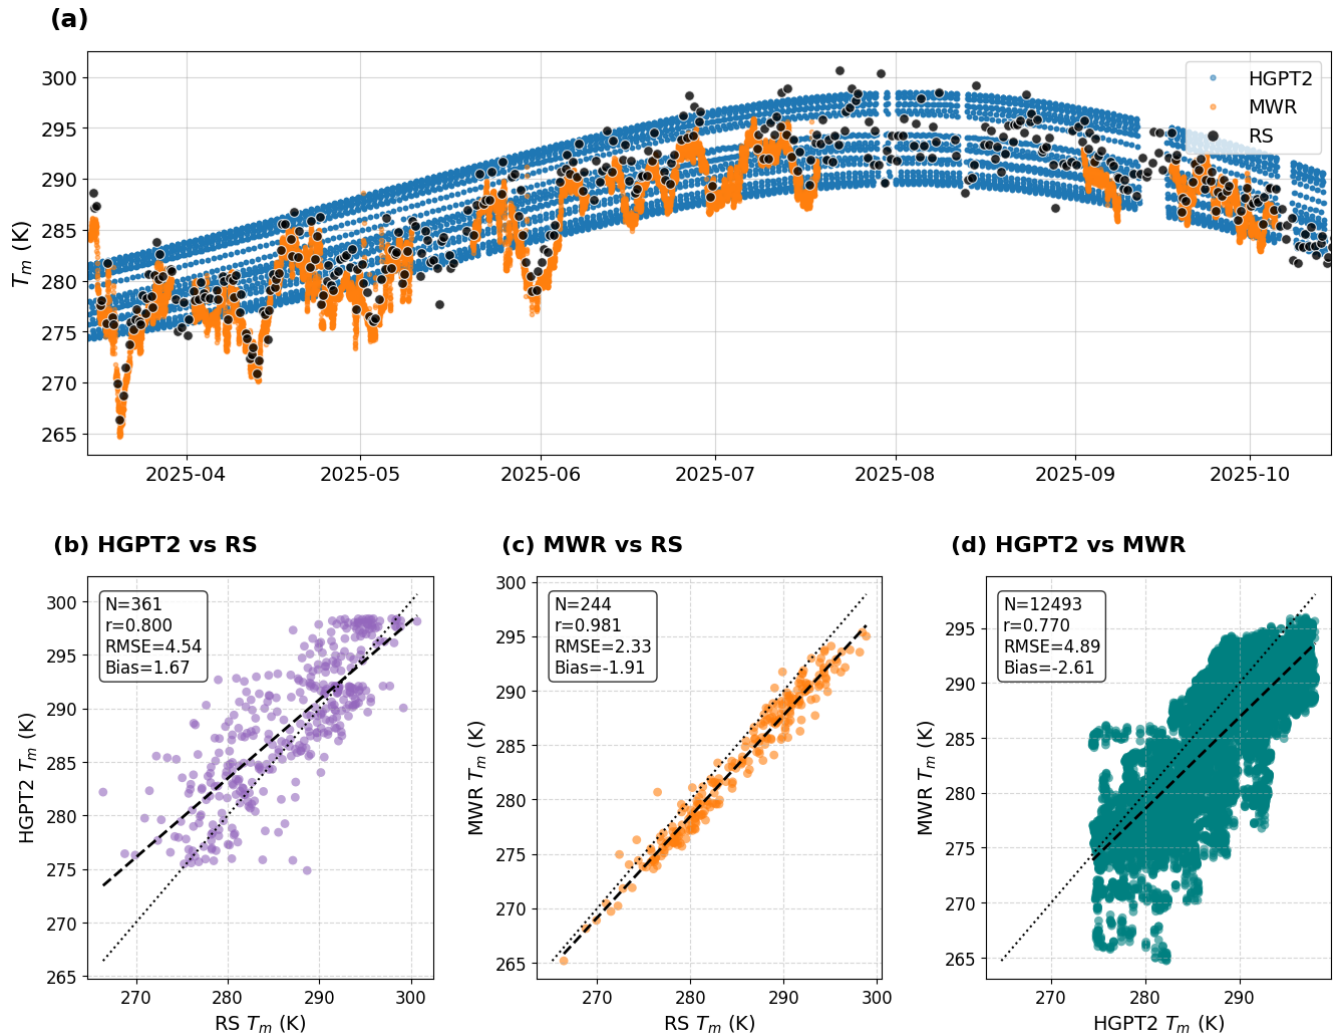 (a)
300
295
290
285
280
275
270
265
T_m (K)
HGPT2
MWR
RS
2025-04
2025-05
2025-06
2025-07
2025-08
2025-09
2025-10
(b) HGPT2 vs RS
N=361
r=0.800
RMSE=4.54
Bias=1.67
300
295
290
285
280
275
270
265
HGPT2 T_m (K)
270
280
290
300
RS T_m (K)
(c) MWR vs RS
N=244
r=0.981
RMSE=2.33
Bias=-1.91
300
295
290
285
280
275
270
265
MWR T_m (K)
270
280
290
300
RS T_m (K)
(d) HGPT2 vs MWR
N=12493
r=0.770
RMSE=4.89
Bias=-2.61
295
290
285
280
275
270
265
MWR T_m (K)
270
280
290
HGPT2 T_m (K)